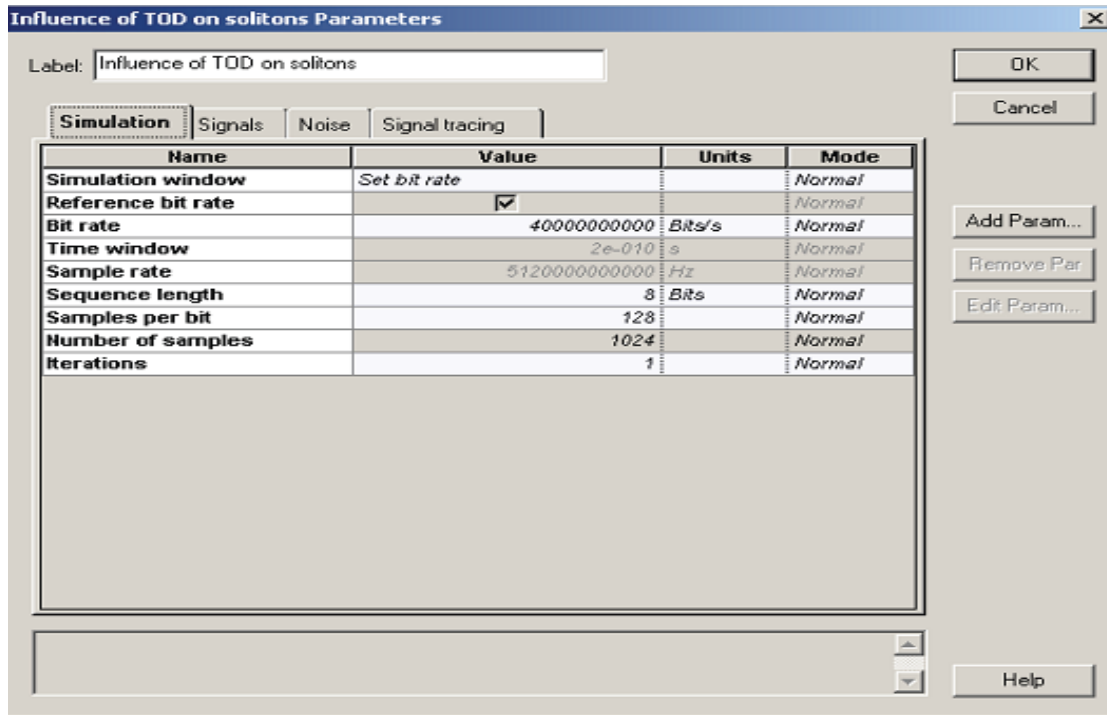 Influence of TOD on solitons Parameters
Label: Influence of TOD on solitons
OK
Cancel
Simulation Signals Noise Signal tracing
Name Value Units Mode
Simulation window Set bit rate Normal
Reference bit rate Normal
Bit rate 40000000000 Bits/s Normal
Time window 2e-010 s Normal
Sample rate 5120000000000 Hz Normal
Sequence length 8 Bits Normal
Samples per bit 128 Normal
Number of samples 1024 Normal
Iterations 1 Normal
Add Param...
Remove Par
Edit Param...
Help